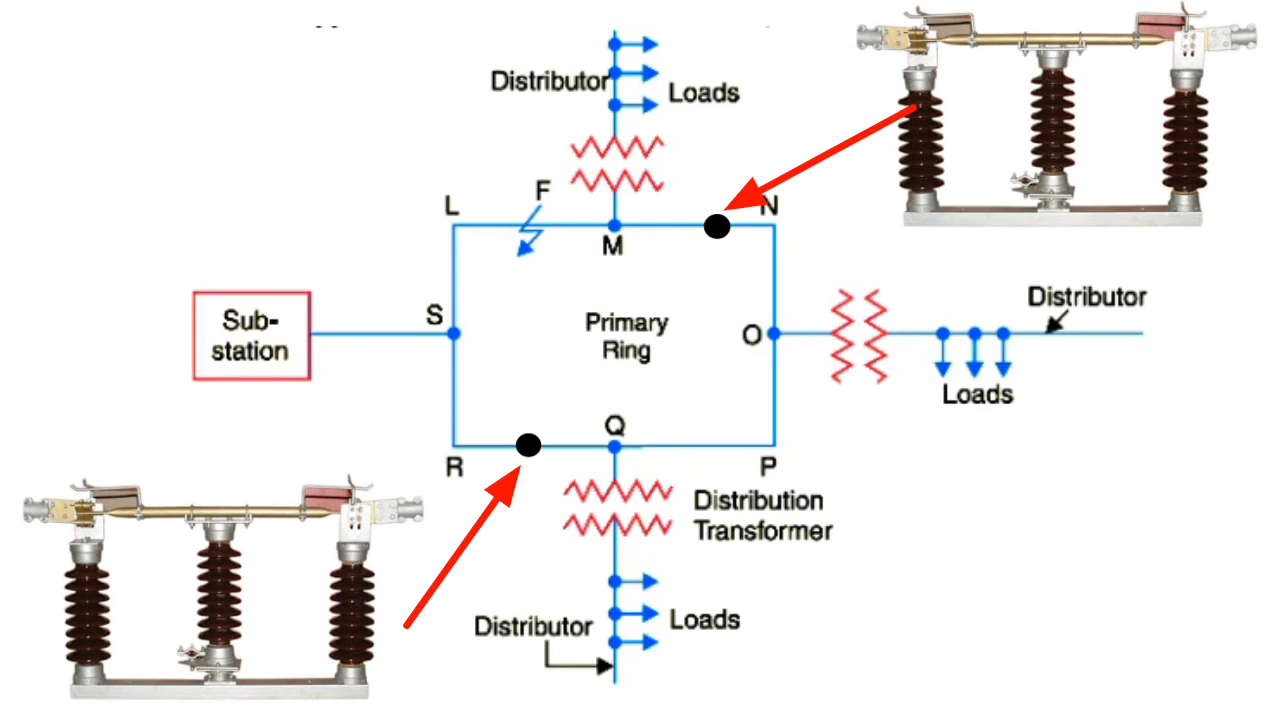 Distributor
Loads
F
L
N
M
Sub-
station
S
Primary
Ring
O
Distributor
Loads
Q
R
P
Distribution
Transformer
Distributor
Loads